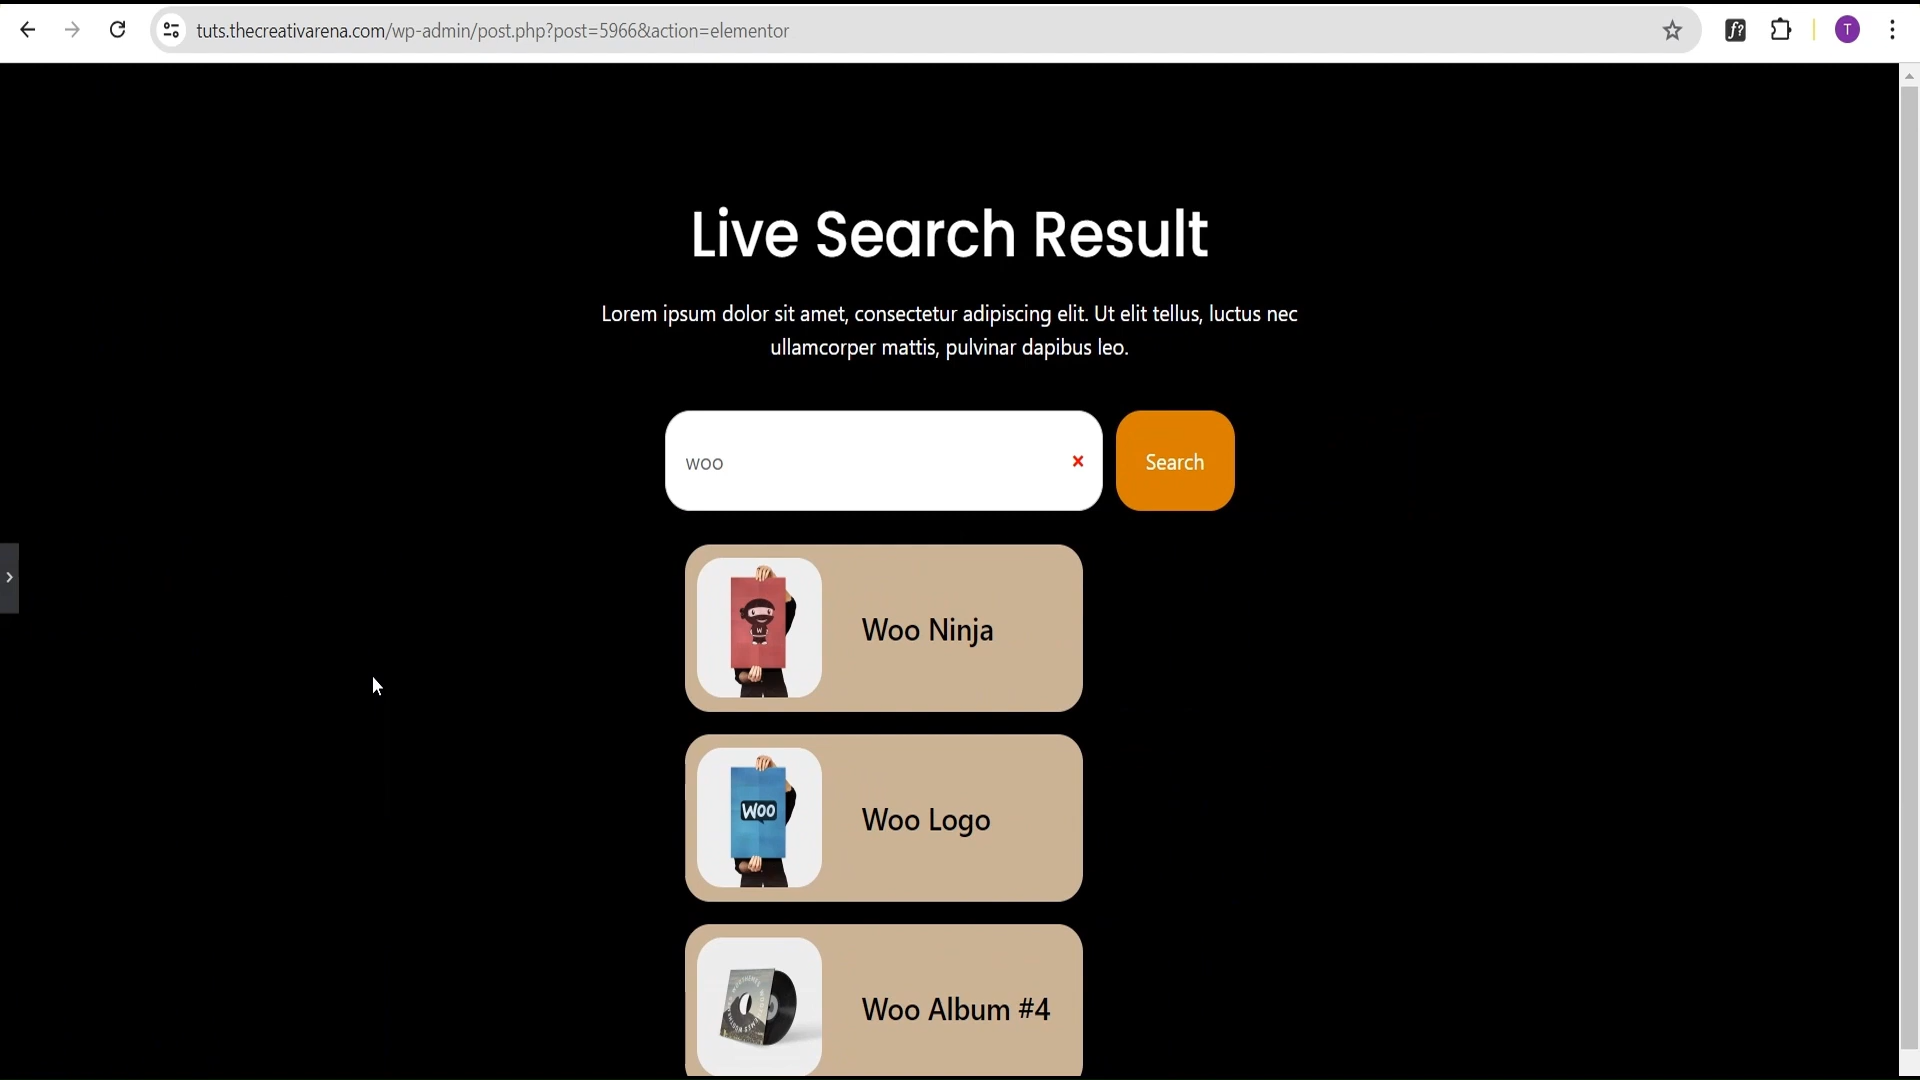 tuts.thecreativarena.com/wp-admin/post.php?post=5966&action=elementor
T
Live Search Result
Lorem ipsum dolor sit amet, consectetur adipiscing elit. Ut elit tellus, luctus nec
ullamcorper mattis, pulvinar dapibus leo.
woo
Search
Woo Ninja
W
Woo Logo
WOO
Woo Album #4